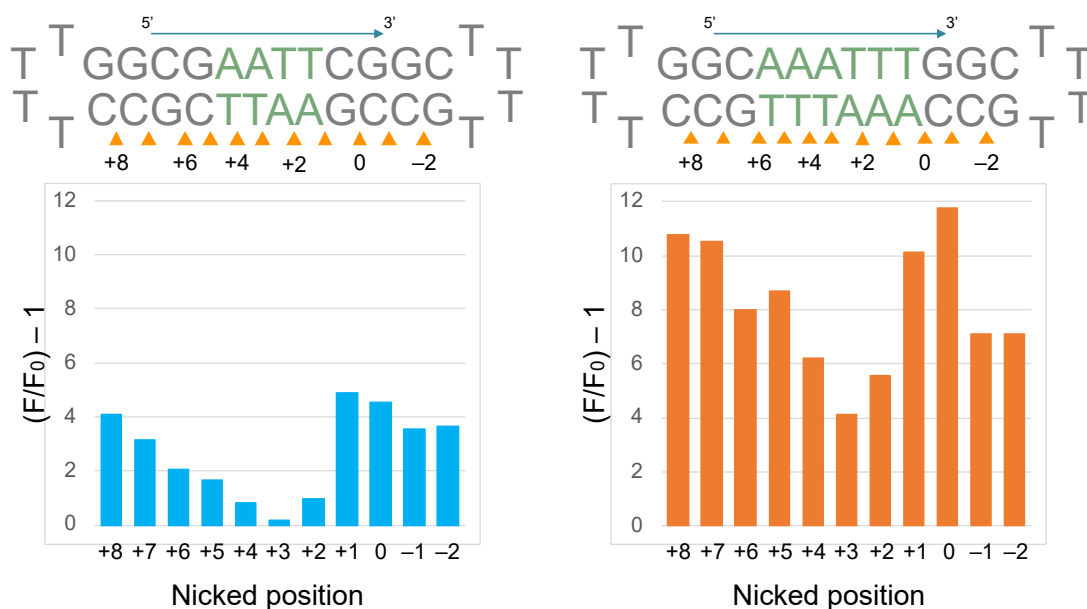 5' 3'
T T GGCGAATTCGGC T T
T T CCGCTTAAGCCG T T
+8 +6 +4 +2 0 –2
12
10
8
6
4
2
0
(F/F0) – 1
+8 +7 +6 +5 +4 +3 +2 +1 0 –1 –2
Nicked position
5' 3'
T T GGCAAATTTGGC T T
T T CCGTTTAAACCG T T
+8 +6 +4 +2 0 –2
12
10
8
6
4
2
0
(F/F0) – 1
+8 +7 +6 +5 +4 +3 +2 +1 0 –1 –2
Nicked position